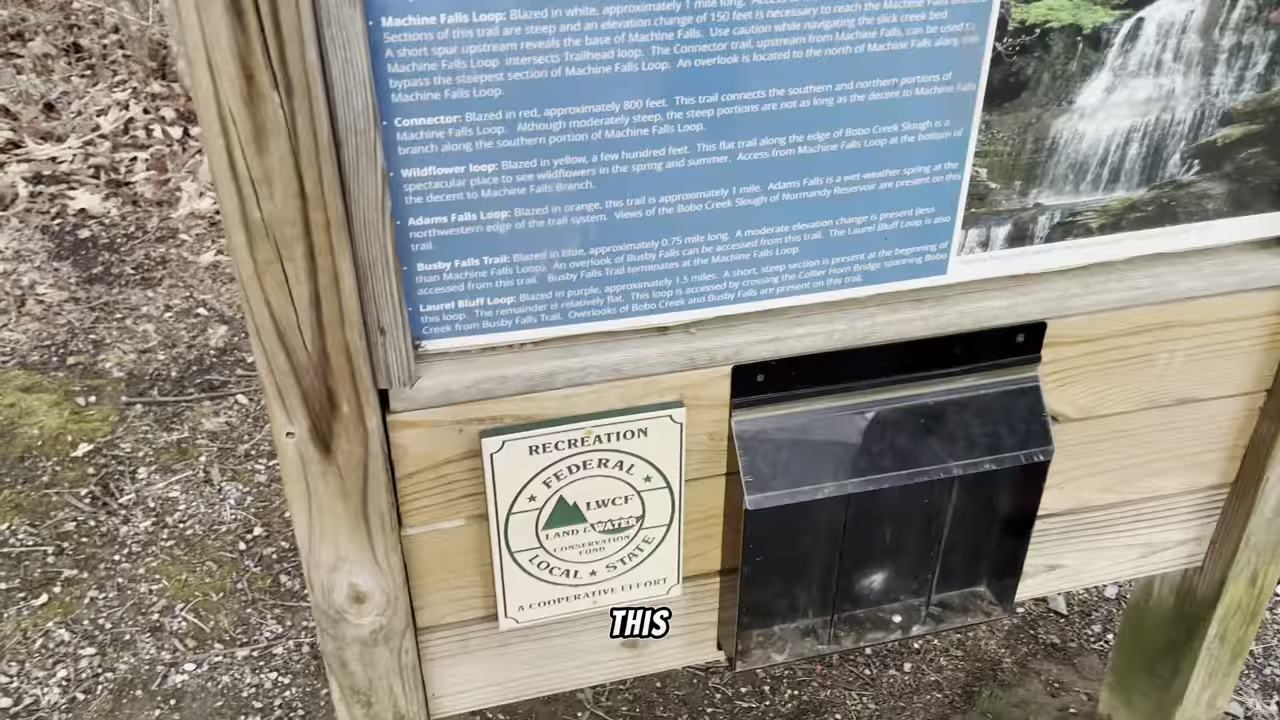 Machine Falls Loop: Blazed in white, approximately 1 mile long.
Sections of this trail are steep and an elevation change of 150 feet is necessary to reach the Machine Falls
A short spur upstream reveals the base of Machine Falls. Use caution while navigating the slick creek bed
Machine Falls Loop intersects Trailhead loop. The Connector trail, upstream from Machine Falls, can be used to
bypass the steepest section of Machine Falls Loop. An overlook is located to the north of Machine Falls along
Machine Falls Loop.
Connector: Blazed in red, approximately 800 feet. This trail connects the southern and northern portions of
Machine Falls Loop. Although moderately steep, the steep portions are not as long as the decent to Machine Falls
branch along the southern portion of Machine Falls Loop.
Wildflower loop: Blazed in yellow, a few hundred feet. This flat trail along the edge of Bobo Creek Slough is a
spectacular place to see wildflowers in the spring and summer. Access from Machine Falls Loop at the bottom of
the decent to Machine Falls Branch.
Adams Falls Loop: Blazed in orange, this trail is approximately 1 mile. Adams Falls is a wet-weather spring at the
northwestern edge of the trail system. Views of the Bobo Creek Slough of Normandy Reservoir are present on this
trail.
Busby Falls Trail: Blazed in blue, approximately 0.75 mile long. A moderate elevation change is present (less
than Machine Falls Loop). An overlook of Busby Falls can be accessed from this trail. The Laurel Bluff Loop is also
accessed from this trail. Busby Falls Trail terminates at the Machine Falls Loop.
Laurel Bluff Loop: Blazed in purple, approximately 1.5 miles. A short, steep section is present at the beginning of
this loop. The remainder is relatively flat. This loop is accessed by crossing the Collier Horn Bridge spanning Bobo
Creek from Busby Falls Trail. Overlooks of Bobo Creek and Busby Falls are present on this trail.
RECREATION
FEDERAL
LWCF
LAND & WATER
CONSERVATION
FUND
LOCAL ★ STATE
A COOPERATIVE EFFORT
THIS